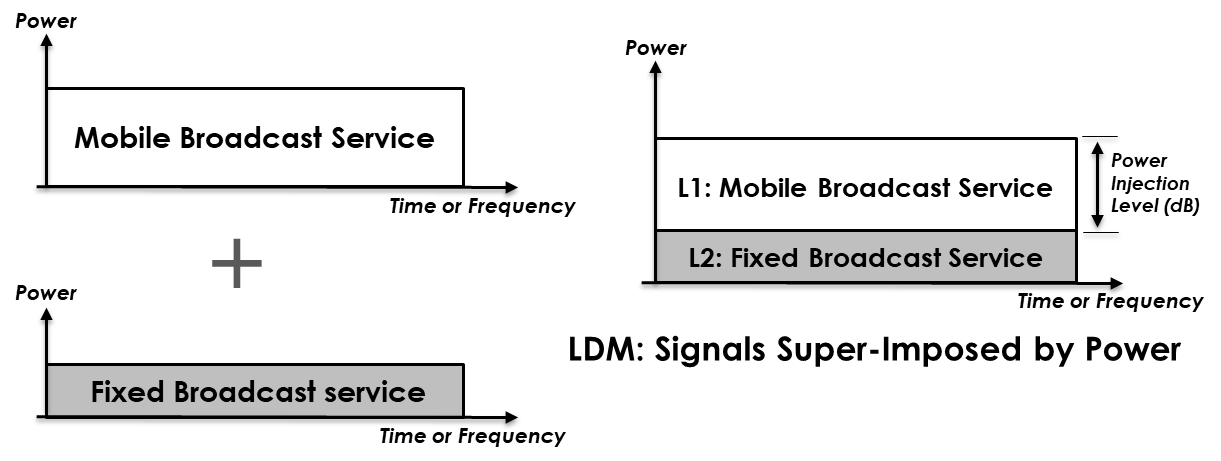 Power
Mobile Broadcast Service
Time or Frequency
+
Power
Fixed Broadcast service
Time or Frequency
Power
L1: Mobile Broadcast Service
L2: Fixed Broadcast Service
Power
Injection
Level (dB)
Time or Frequency
LDM: Signals Super-Imposed by Power